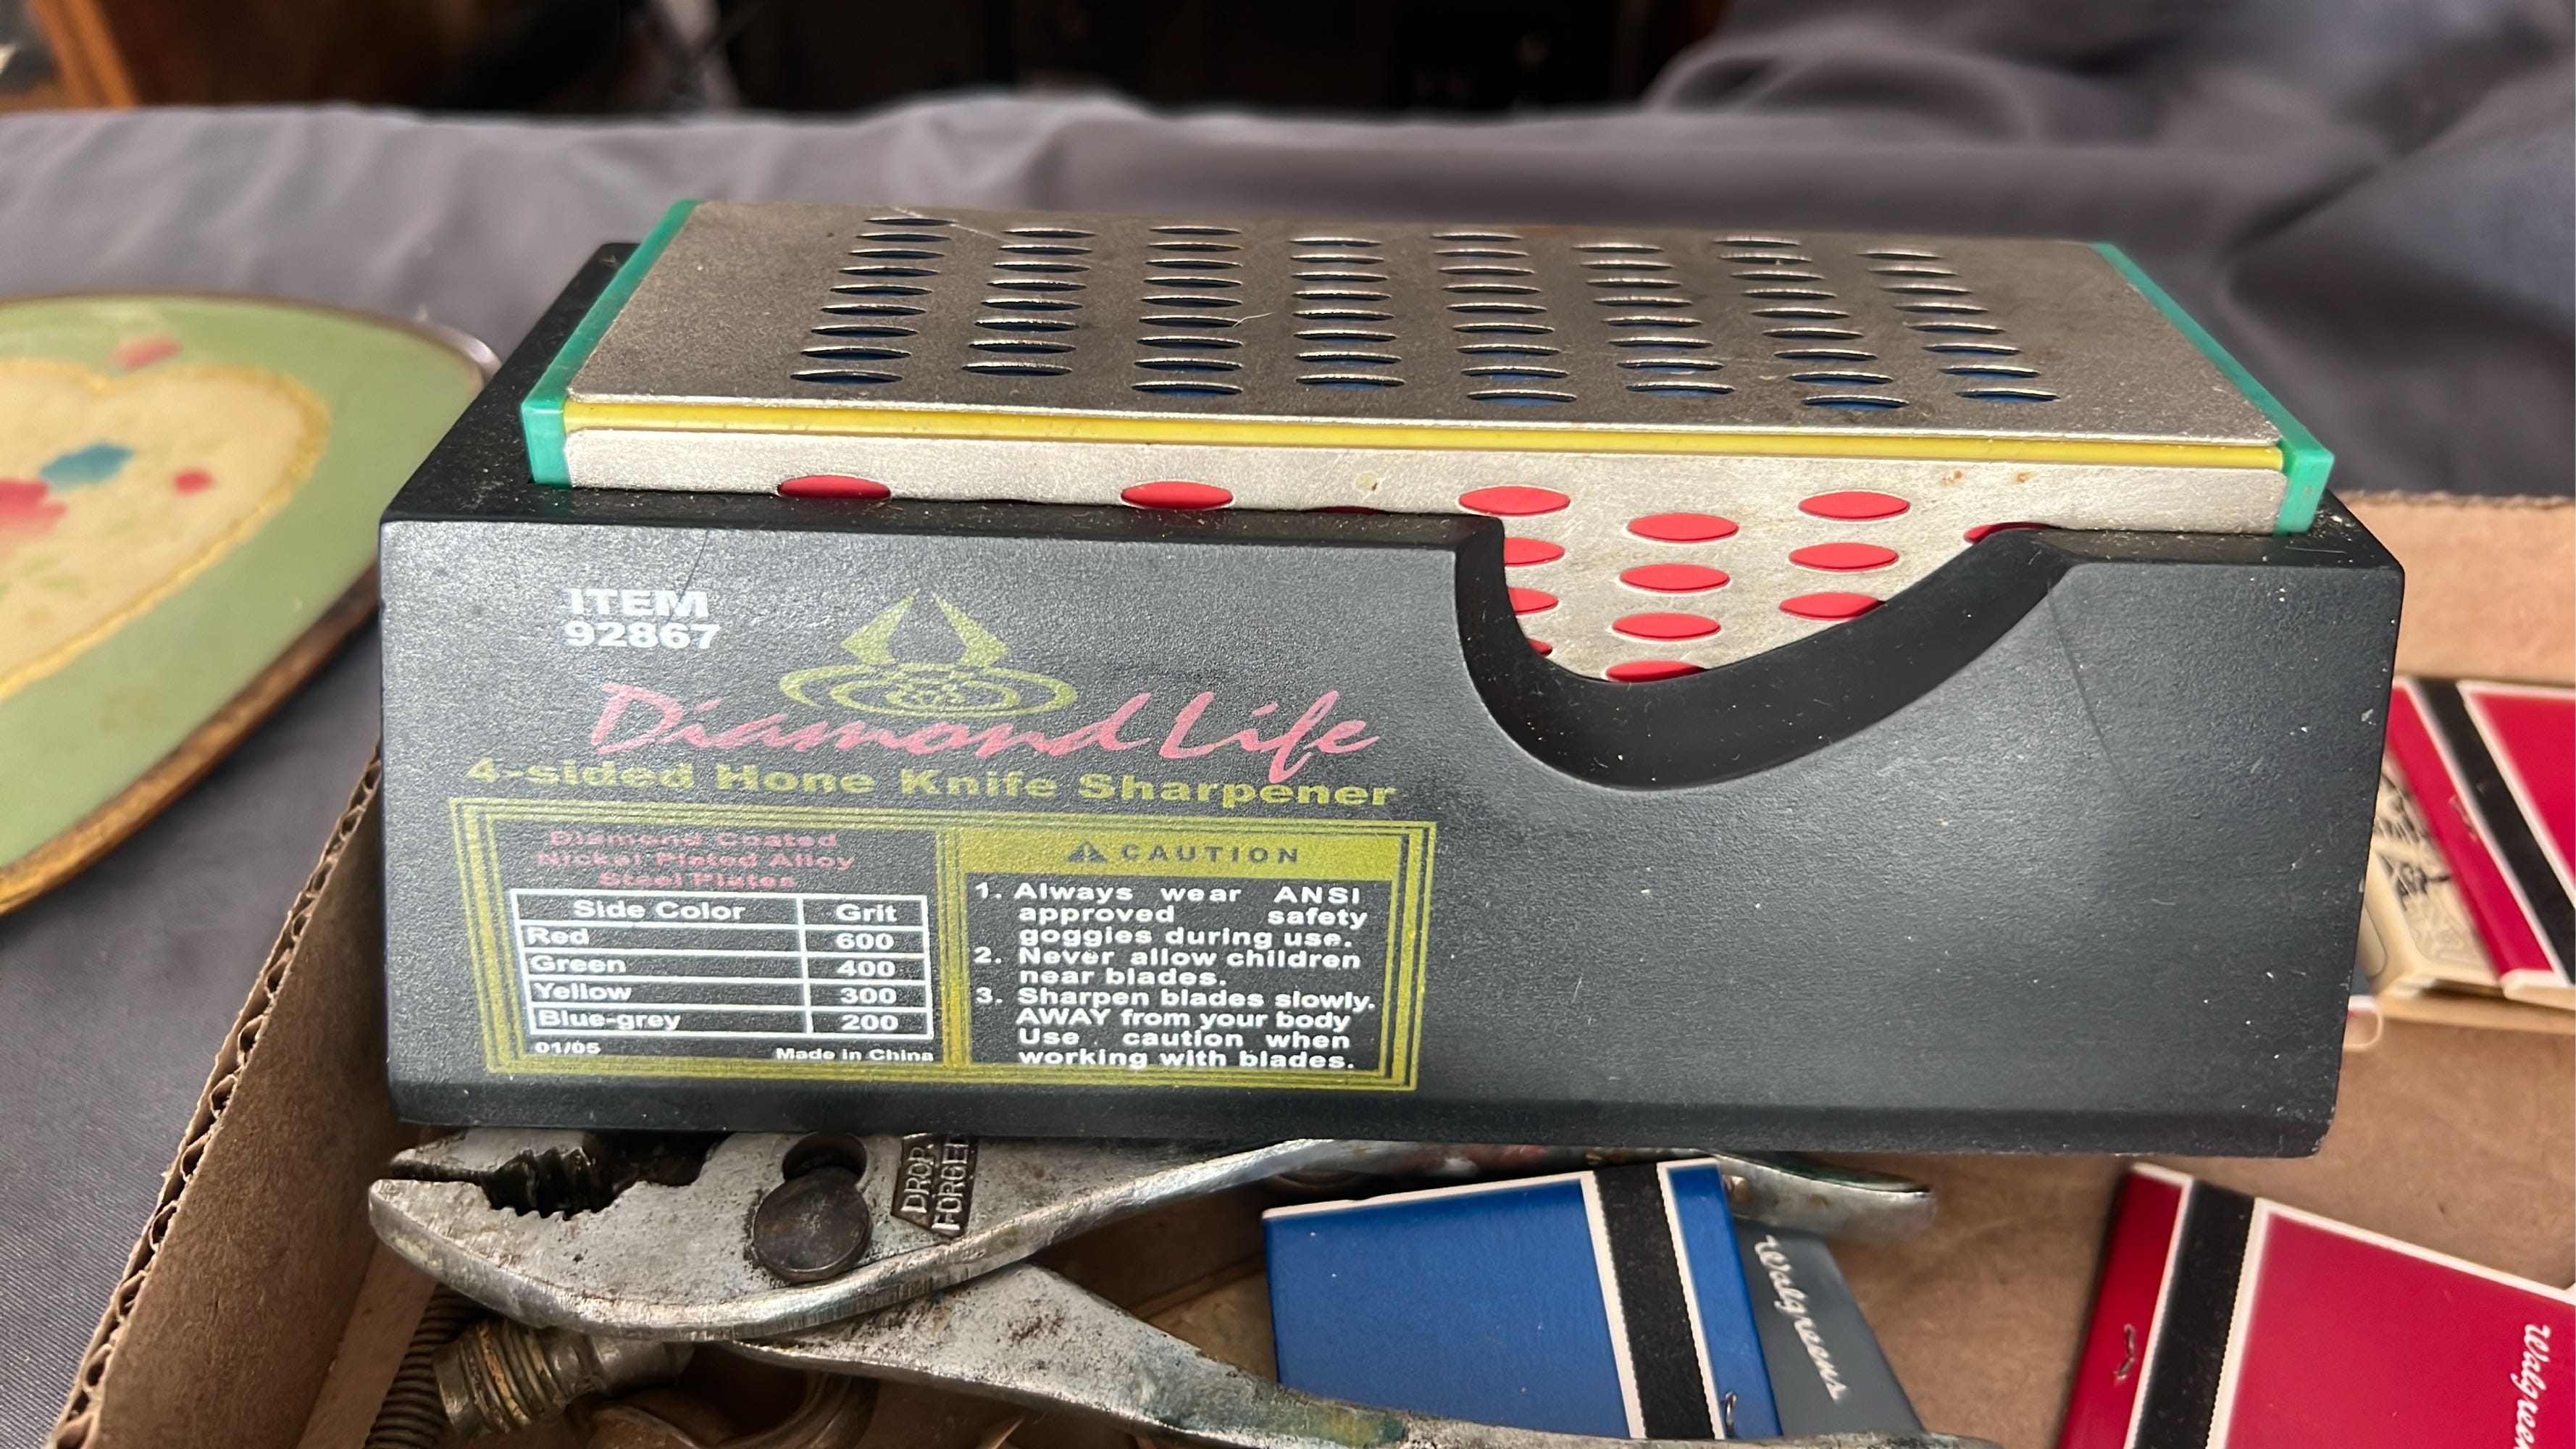 ITEM
92867
Diamond Life
4-sided Hone Knife Sharpener
Diamond Coated
Nickel Plated Alloy
Steel Plates
Side Color Grit
Red 600
Green 400
Yellow 300
Blue-grey 200
01/05 Made in China
CAUTION
1. Always wear ANSI
approved safety
goggies during use.
2. Never allow children
near blades.
3. Sharpen blades slowly.
AWAY from your body
Use caution when
working with blades.
DROP
FORGED
Walgreens
Walgreen